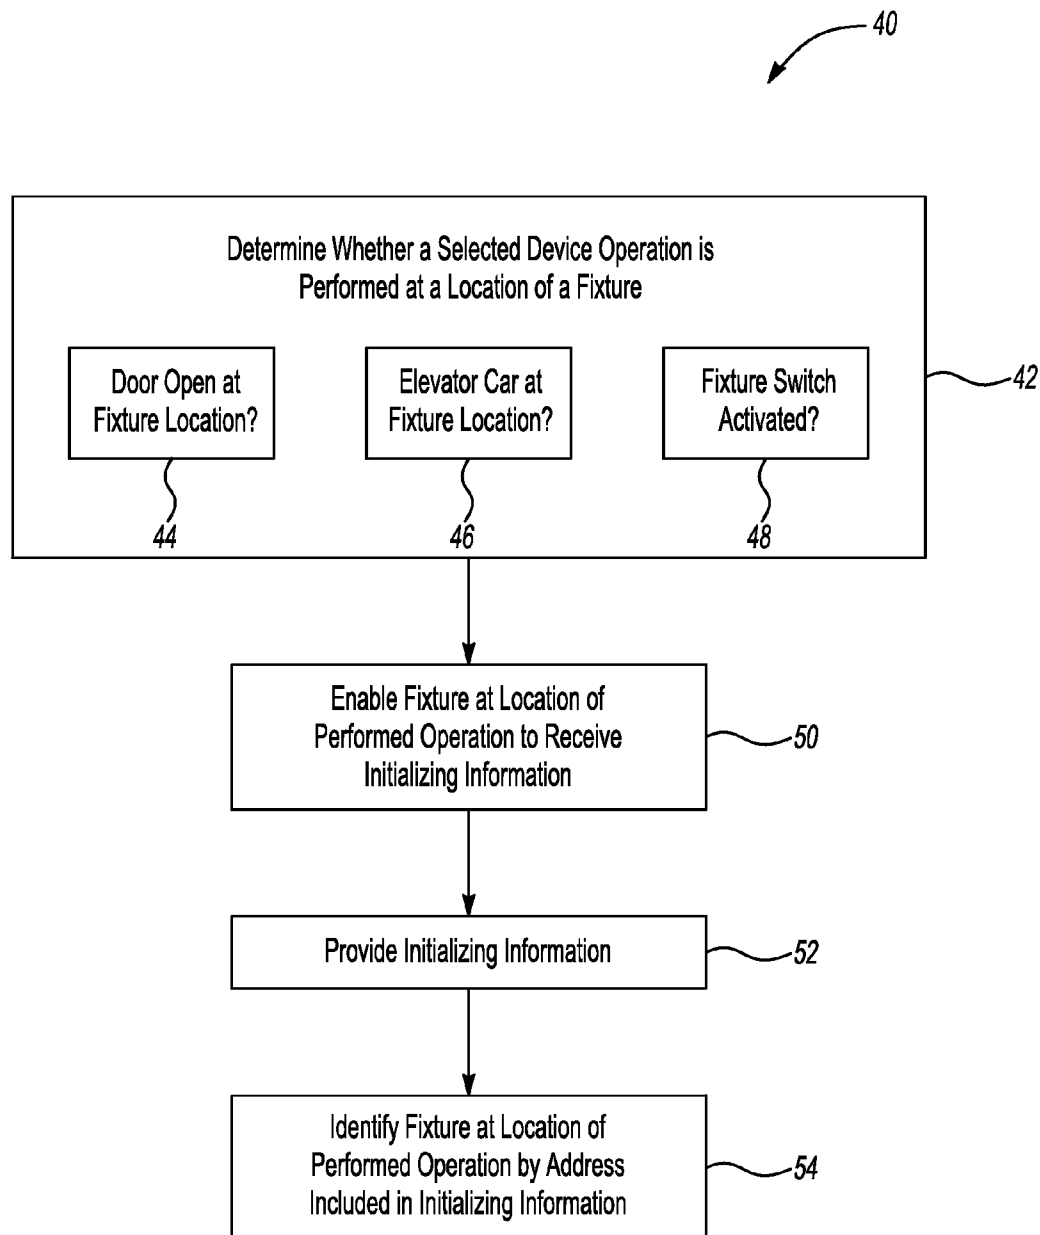 40
Determine Whether a Selected Device Operation is
Performed at a Location of a Fixture
Door Open at
Fixture Location?
Elevator Car at
Fixture Location?
Fixture Switch
Activated?
42
44
46
48
Enable Fixture at Location of
Performed Operation to Receive
Initializing Information
50
Provide Initializing Information
52
Identify Fixture at Location of
Performed Operation by Address
Included in Initializing Information
54